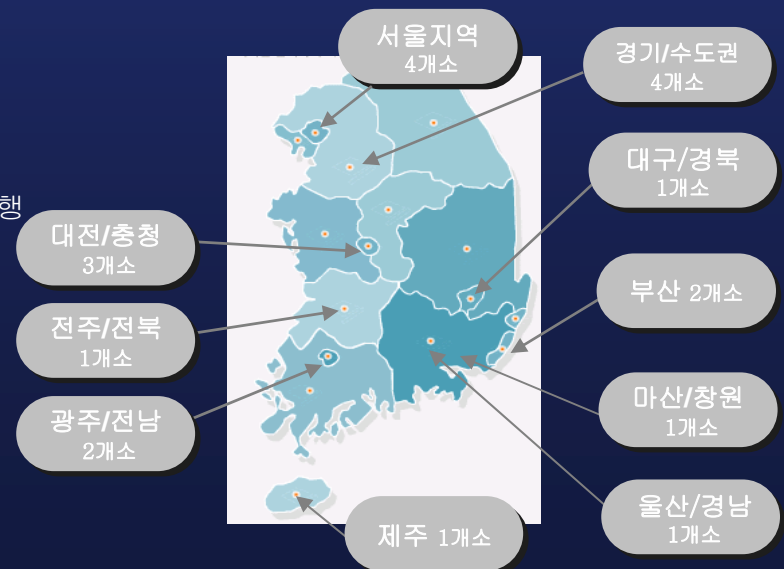 서울지역
4개소
경기/수도권
4개소
대구/경북
1개소
행
대전/충청
3개소
부산 2개소
전주/전북
1개소
마산/창원
1개소
광주/전남
2개소
울산/경남
1개소
제주 1개소